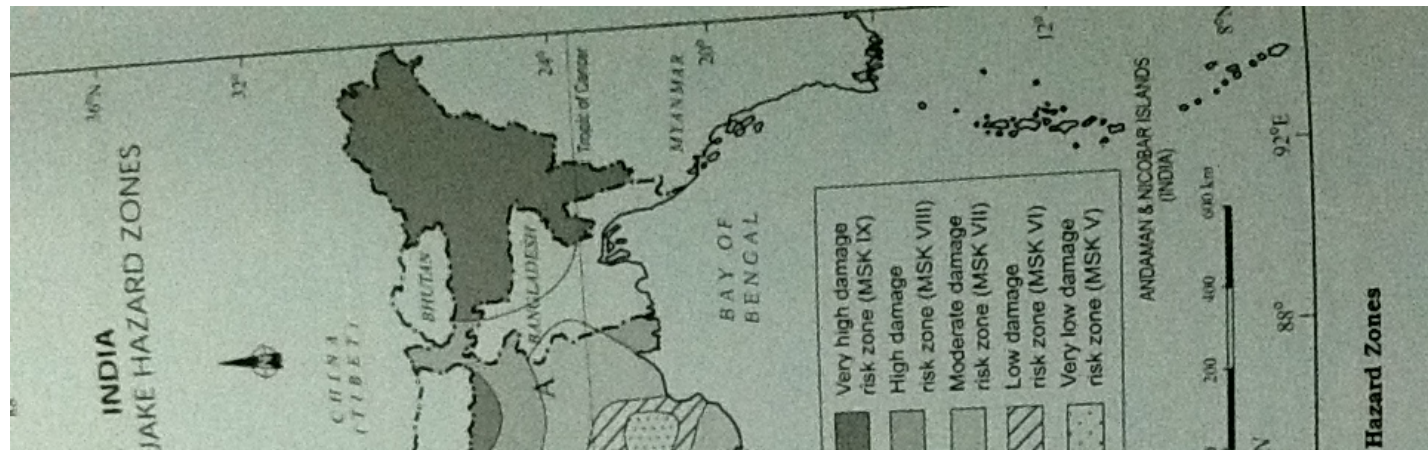 INDIA
UAKE HAZARD ZONES
36°N
32°
24°
Tropic of Cancer
20°
12°
8°N
CHINA
(TIBET)
BHUTAN
BANGLADESH
MYANMAR
BAY OF
BENGAL
Very high damage
risk zone (MSK IX)
High damage
risk zone (MSK VIII)
Moderate damage
risk zone (MSK VII)
Low damage
risk zone (MSK VI)
Very low damage
risk zone (MSK V)
ANDAMAN & NICOBAR ISLANDS
(INDIA)
200
400
600 km
88°
92°E
Hazard Zones